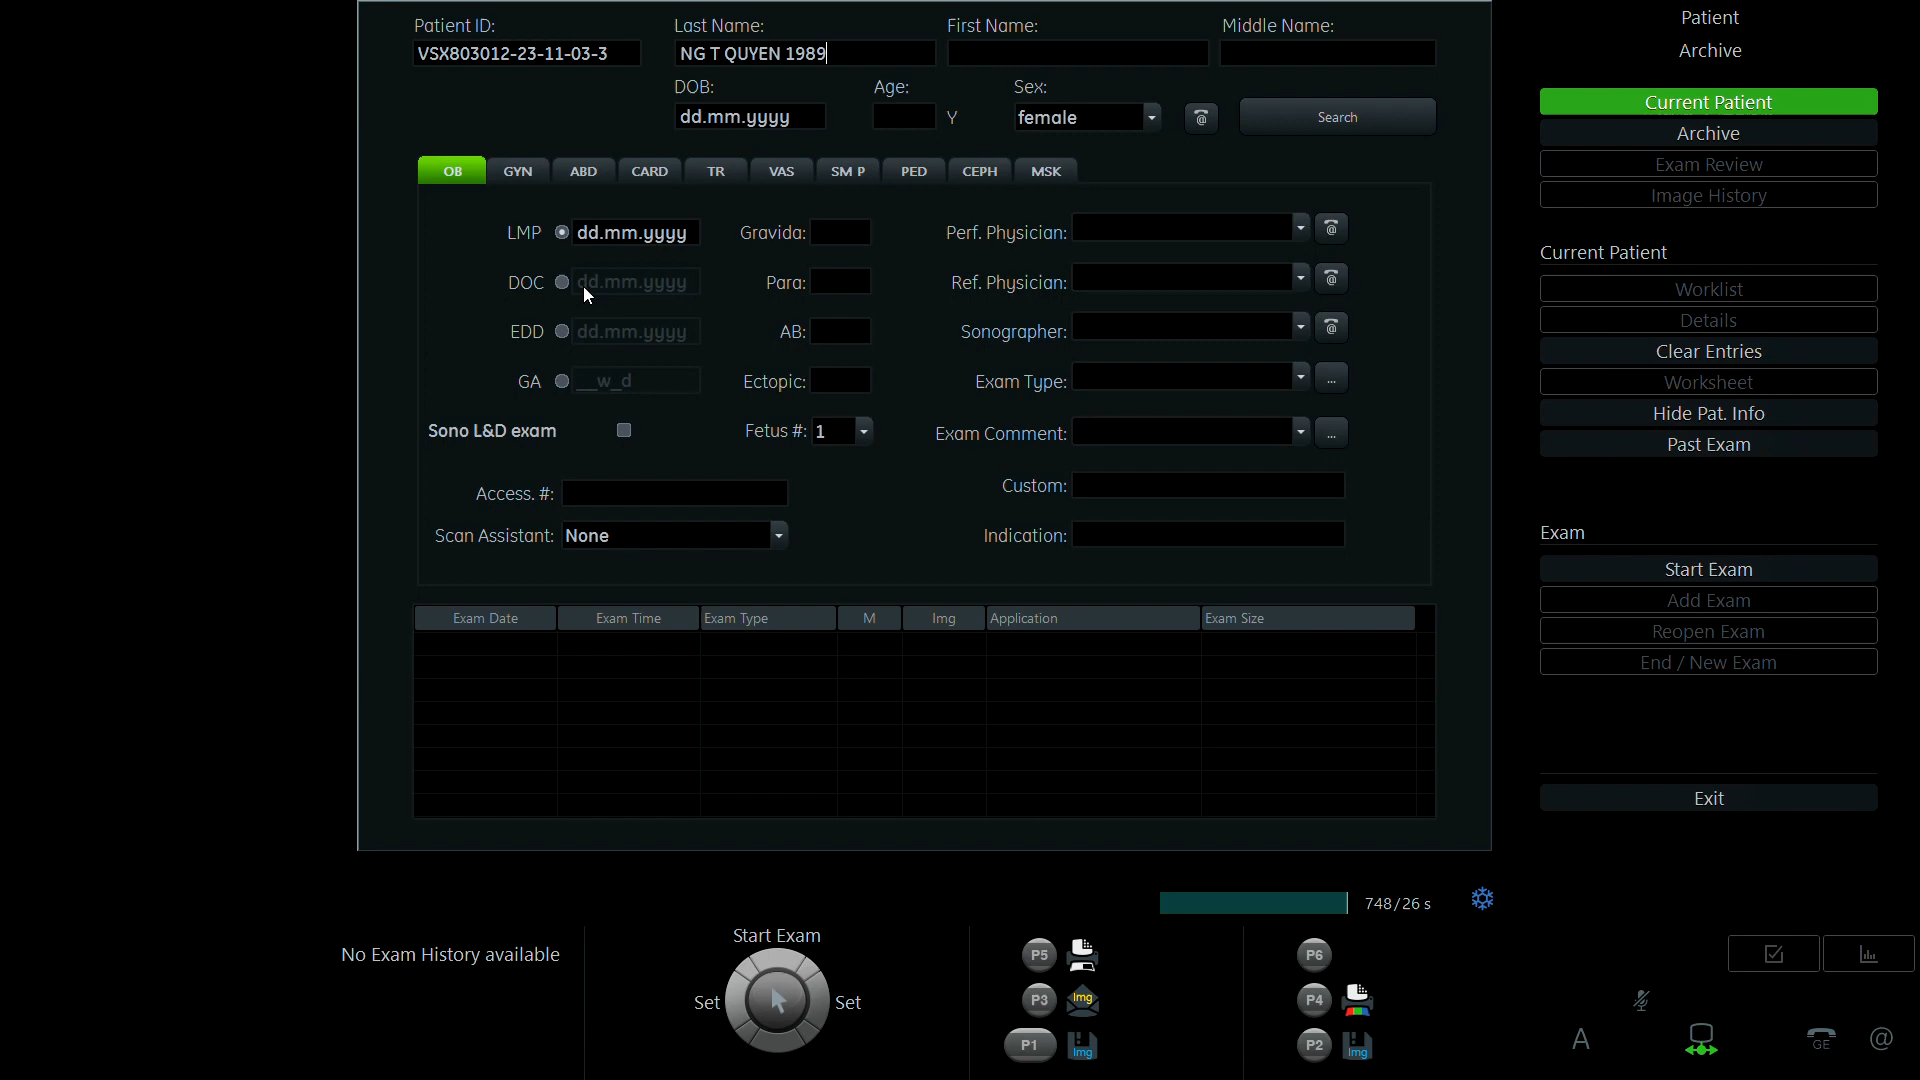 Patient ID: Last Name: First Name: Middle Name:
VSX803012-23-11-03-3 NG T QUYEN 1989
DOB: Age: Sex:
dd.mm.yyyy Y female @ Search
OB GYN ABD CARD TR VAS SM P PED CEPH MSK
LMP dd.mm.yyyy Gravida: Perf. Physician: @
DOC dd.mm.yyyy Para: Ref. Physician: @
EDD dd.mm.yyyy AB: Sonographer: @
GA __w_d Ectopic: Exam Type: ...
Sono L&D exam Fetus #: 1 Exam Comment: ...
Access. #: Custom:
Scan Assistant: None Indication:
Exam Date Exam Time Exam Type M Img Application Exam Size
748/26 s
No Exam History available
Start Exam
Set Set
P5
P3 Img
P1 Img
P6
P4
P2 Img
Patient
Archive
Current Patient
Archive
Exam Review
Image History
Current Patient
Worklist
Details
Clear Entries
Worksheet
Hide Pat. Info
Past Exam
Exam
Start Exam
Add Exam
Reopen Exam
End / New Exam
Exit
A GE @